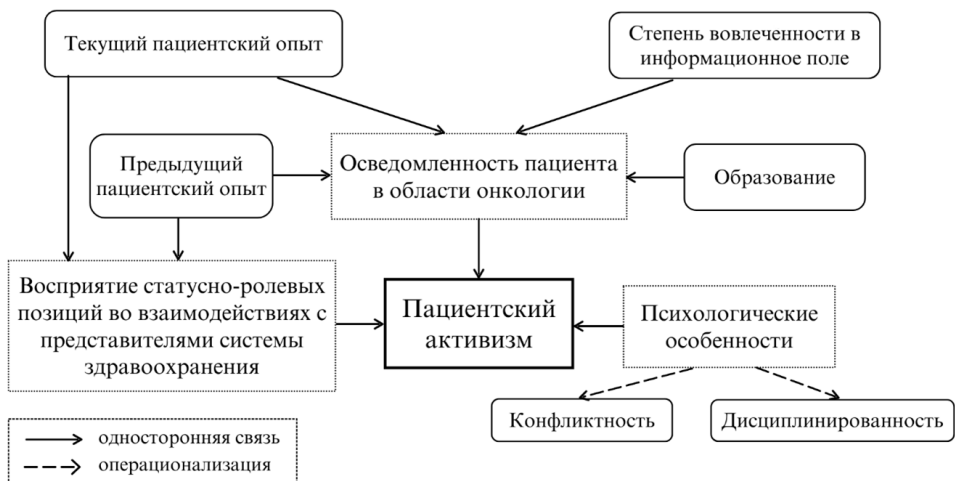 Текущий пациентский опыт
Степень вовлеченности в
информационное поле
Предыдущий
пациентский опыт
Осведомленность пациента
в области онкологии
Образование
Восприятие статусно-ролевых
позиций во взаимодействиях с
представителями системы
здравоохранения
Пациентский
активизм
Психологические
особенности
Конфликтность
Дисциплинированность
односторонняя связь
операционализация